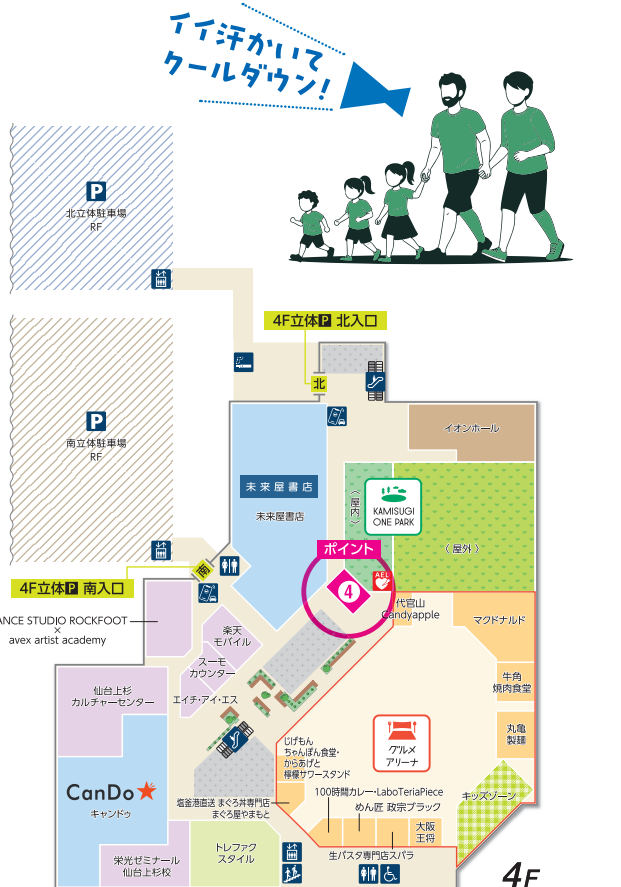 イイ汗かいて
クールダウン!
P
北立体駐車場
RF
4F立体P 北入口
北
イオンホール
P
南立体駐車場
RF
未来屋書店
未来屋書店
〈屋内〉
KAMISUGI
ONE PARK
〈屋外〉
ポイント
4
AED
南
4F立体P 南入口
代官山
Candyapple
マクドナルド
ANCE STUDIO ROCKFOOT
×
avex artist academy
楽天
モバイル
スーモ
カウンター
エイチ・アイ・エス
牛角
焼肉食堂
仙台上杉
カルチャーセンター
丸亀
製麺
グルメ
アリーナ
じげもん
ちゃんぽん食堂・
からあげと
檸檬サワースタンド
キッズゾーン
CanDo
キャンドゥ
塩釜港直送 まぐろ丼専門店
まぐろ屋やまもと
100時間カレー・LaboTeriaPiece
めん匠 政宗ブラック
大阪
王将
生パスタ専門店スパラ
栄光ゼミナール
仙台上杉校
トレファク
スタイル
4F